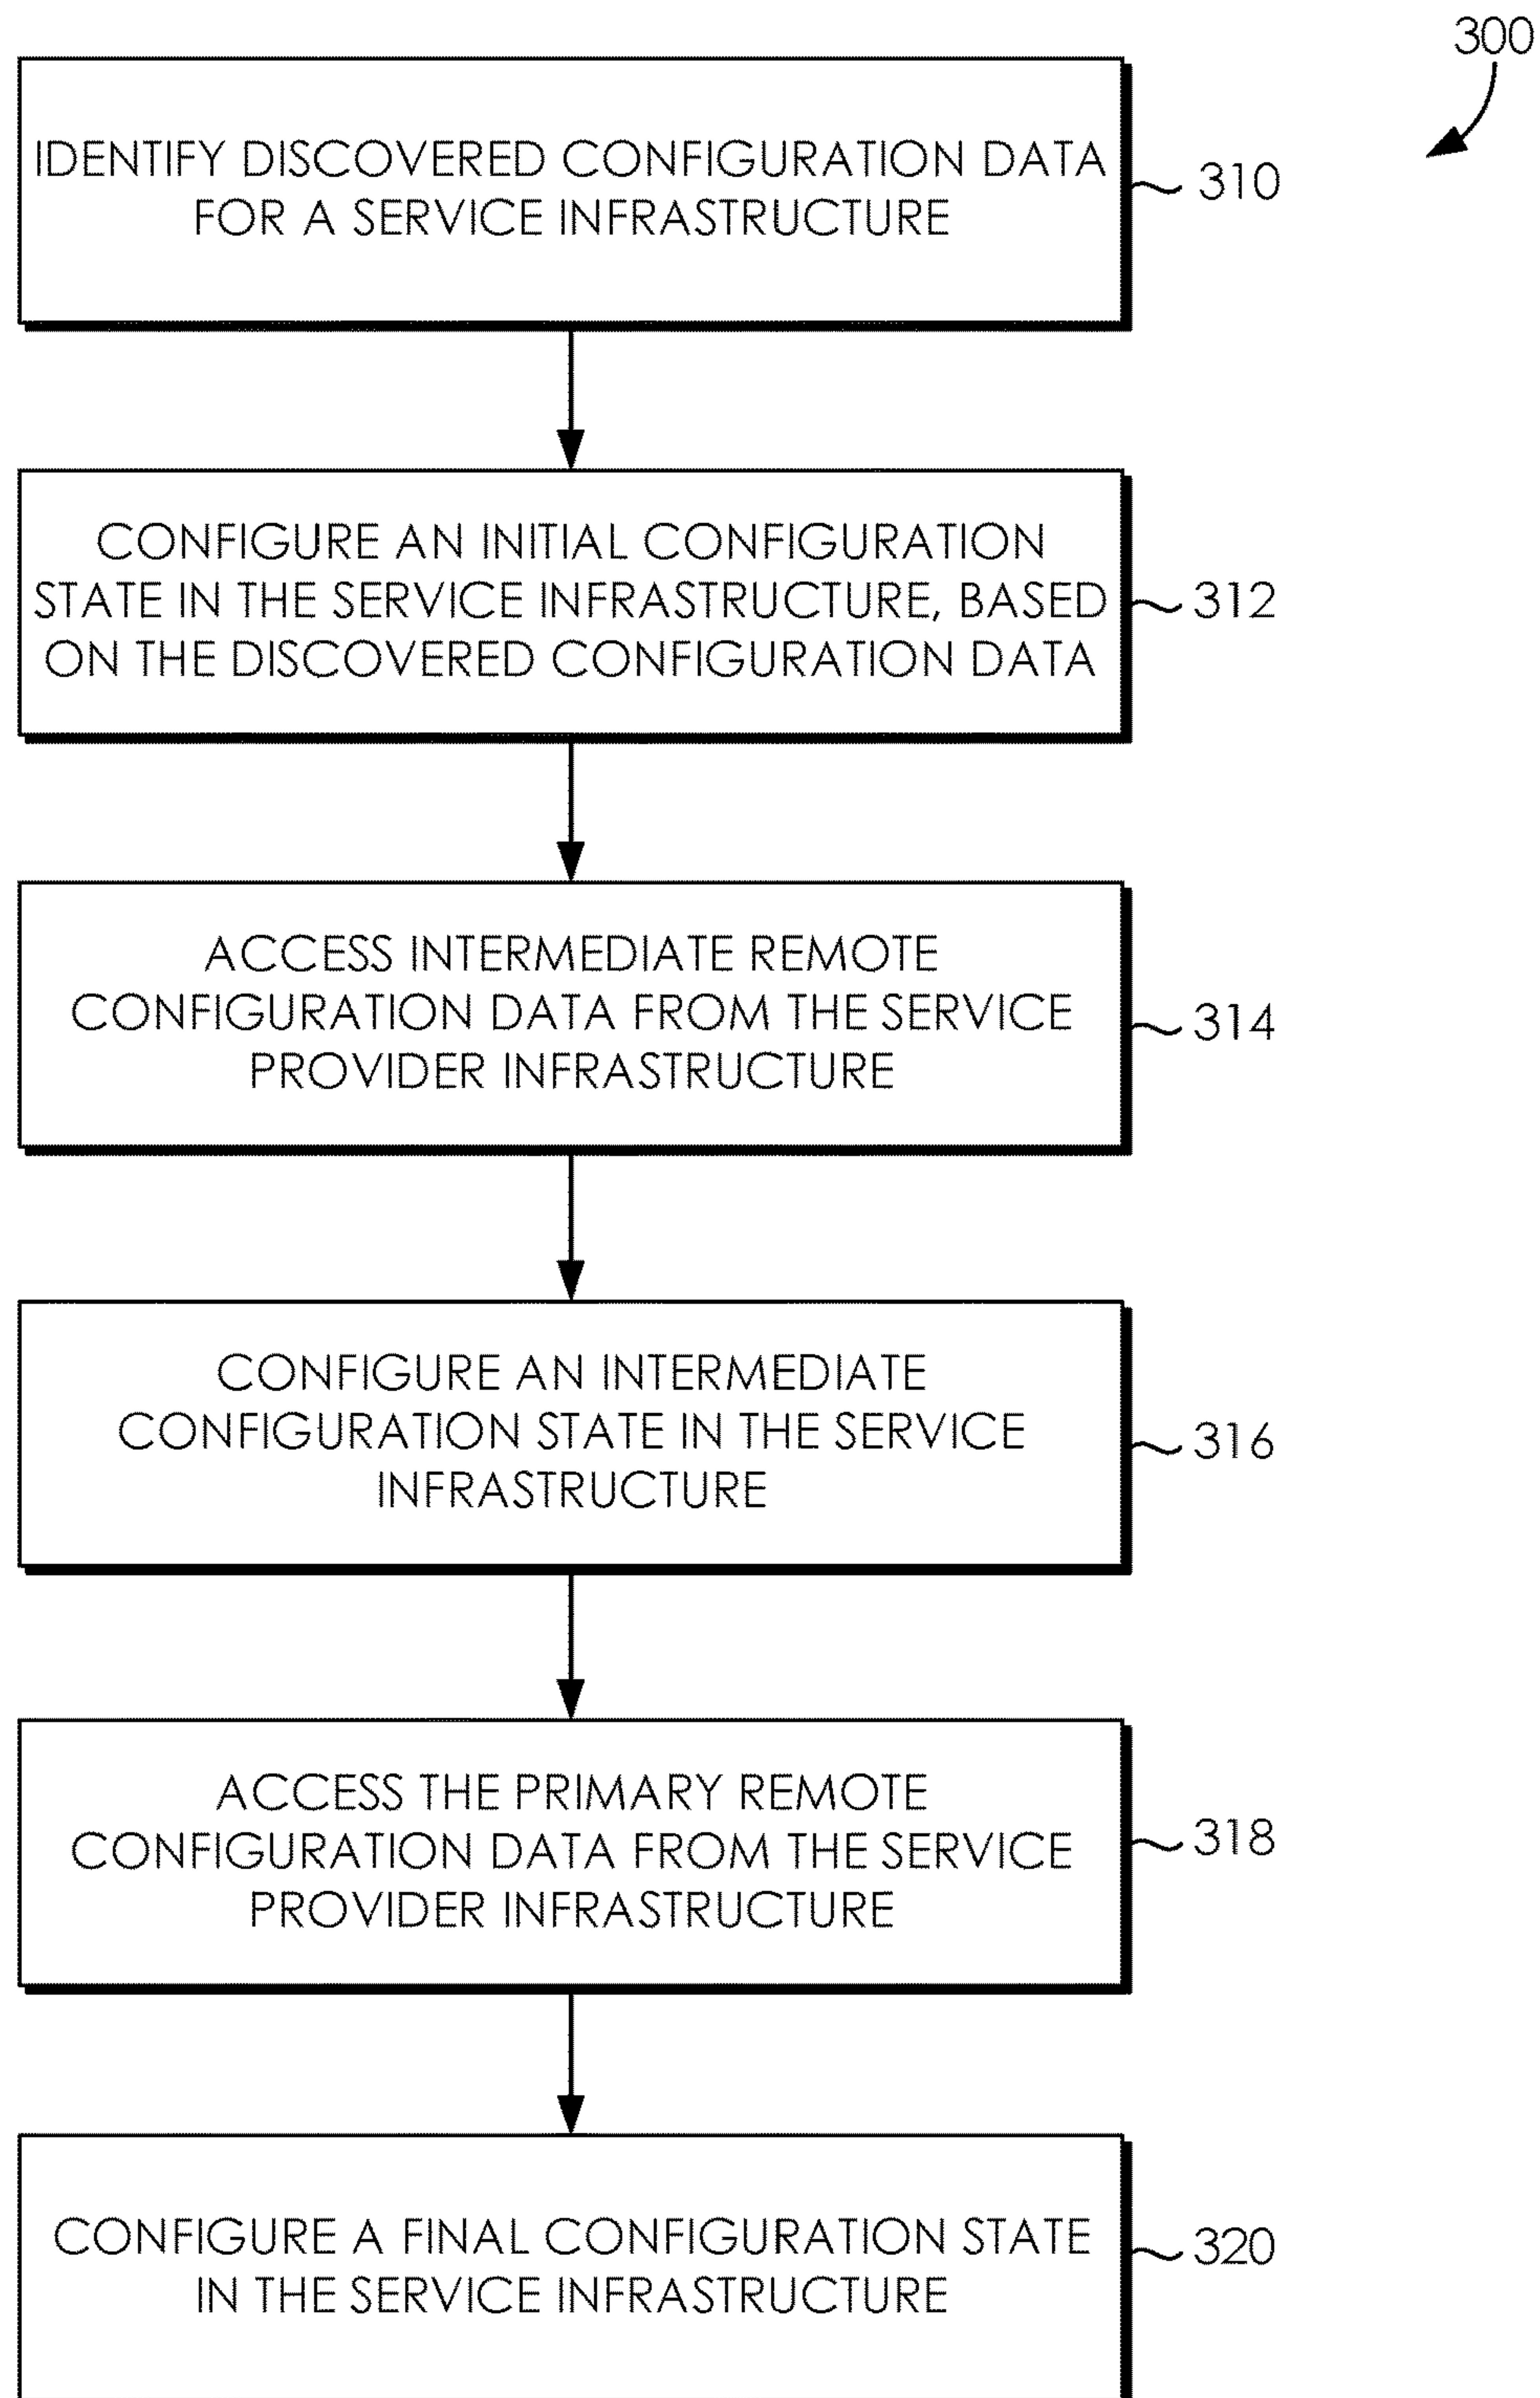 300
IDENTIFY DISCOVERED CONFIGURATION DATA
FOR A SERVICE INFRASTRUCTURE
310
CONFIGURE AN INITIAL CONFIGURATION
STATE IN THE SERVICE INFRASTRUCTURE, BASED
ON THE DISCOVERED CONFIGURATION DATA
312
ACCESS INTERMEDIATE REMOTE
CONFIGURATION DATA FROM THE SERVICE
PROVIDER INFRASTRUCTURE
314
CONFIGURE AN INTERMEDIATE
CONFIGURATION STATE IN THE SERVICE
INFRASTRUCTURE
316
ACCESS THE PRIMARY REMOTE
CONFIGURATION DATA FROM THE SERVICE
PROVIDER INFRASTRUCTURE
318
CONFIGURE A FINAL CONFIGURATION STATE
IN THE SERVICE INFRASTRUCTURE
320